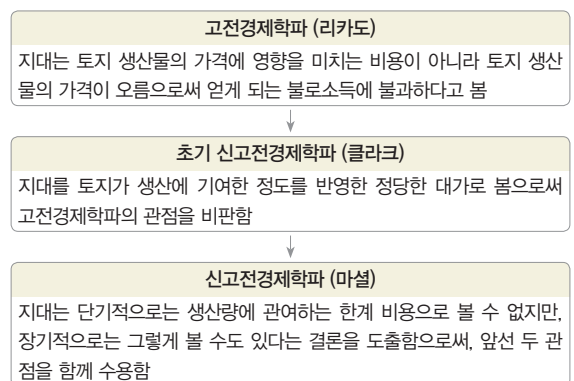 고전경제학파 (리카도)
지대는 토지 생산물의 가격에 영향을 미치는 비용이 아니라 토지 생산
물의 가격이 오름으로써 얻게 되는 불로소득에 불과하다고 봄
초기 신고전경제학파 (클라크)
지대를 토지가 생산에 기여한 정도를 반영한 정당한 대가로 봄으로써
고전경제학파의 관점을 비판함
신고전경제학파 (마셜)
지대는 단기적으로는 생산량에 관여하는 한계 비용으로 볼 수 없지만,
장기적으로는 그렇게 볼 수도 있다는 결론을 도출함으로써, 앞선 두 관
점을 함께 수용함